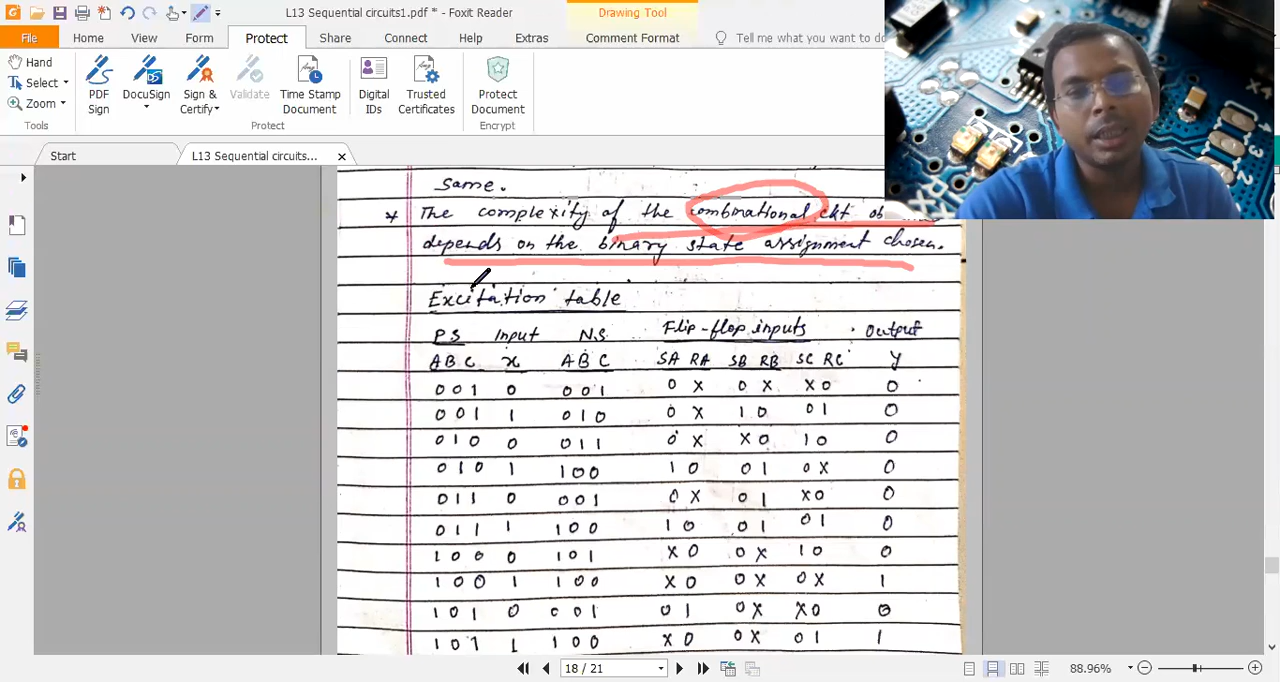 L13 Sequential circuits1.pdf * - Foxit Reader
Drawing Tool
File Home View Form Protect Share Connect Help Extras Comment Format Tell me what you want to do
Hand
Select
Zoom
Tools
PDF Sign
DocuSign
Sign & Certify
Validate
Time Stamp Document
Digital IDs
Trusted Certificates
Protect
Protect Document
Encrypt
Start
L13 Sequential circuits...
Same.
* The complexity of the combinational ckt
depends on the binary state assignment chosen.
Excitation table
PS Input N.S Flip-flop inputs Output
A B C x A B C SA RA SB RB SC RC y
0 0 1 0 0 0 1 0 X 0 X X 0 0
0 0 1 1 0 1 0 0 X 1 0 0 1 0
0 1 0 0 0 1 1 0 X X 0 1 0 0
0 1 0 1 1 0 0 1 0 0 1 0 X 0
0 1 1 0 0 0 1 0 X 0 1 X 0 0
0 1 1 1 1 0 0 1 0 0 1 0 1 0
1 0 0 0 1 0 1 X 0 0 X 1 0 0
1 0 0 1 1 0 0 X 0 0 X 0 X 1
1 0 1 0 0 0 1 0 1 0 X X 0 0
1 0 1 1 1 0 0 X 0 0 X 0 1 1
18 / 21
88.96%